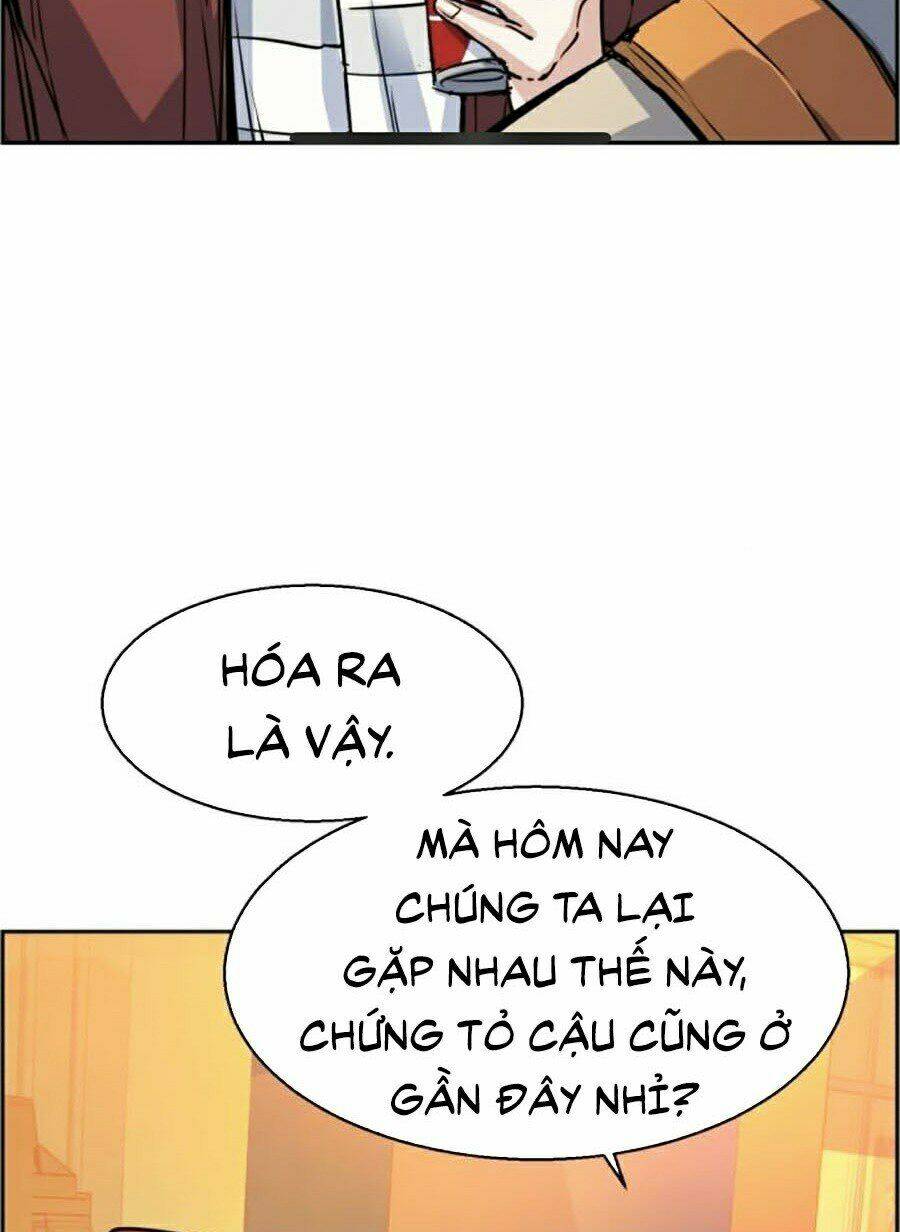 HÓA RA
LÀ VẬY.
MÀ HÔM NAY
CHÚNG TA LẠI
GẶP NHAU THẾ NÀY,
CHỨNG TỎ CẬU CŨNG Ở
GẦN ĐÂY NHỈ?